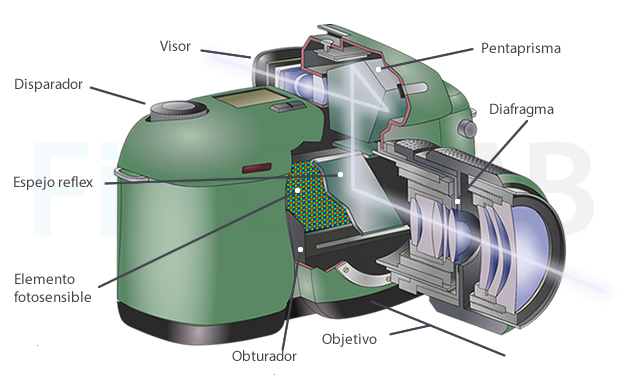 Visor
Pentaprisma
Disparador
Diafragma
Espejo reflex
Elemento
fotosensible
Objetivo
Obturador